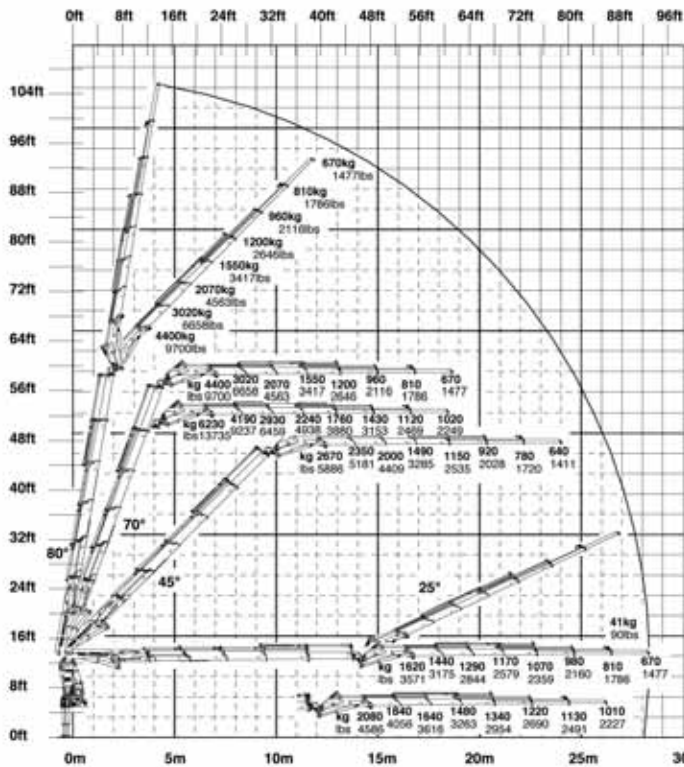 0ft 8ft 16ft 24ft 32ft 40ft 48ft 56ft 64ft 72ft 80ft 88ft 96ft
104ft
96ft
88ft
80ft
72ft
64ft
56ft
48ft
40ft
32ft
24ft
16ft
8ft
0ft
670kg
1477lbs
810kg
1786lbs
960kg
2116lbs
1200kg
2646lbs
1550kg
3417lbs
2070kg
4563lbs
3020kg
6658lbs
4400kg
9700lbs
kg 4400 3020 2070 1550 1200 960 810 670
lbs 9700 6658 4563 3417 2646 2116 1786 1477
kg 6230 4190 2930 2240 1760 1430 1120 1020
lbs 13735 9237 6459 4938 3880 3153 2469 2249
kg 2670 2350 2000 1490 1150 920 780 640
lbs 5886 5181 4409 3285 2535 2028 1720 1411
80°
70°
45°
25°
41kg
90lbs
kg 1620 1440 1290 1170 1070 980 810 670
lbs 3571 3175 2844 2579 2359 2160 1786 1477
kg 2080 1840 1640 1480 1340 1220 1130 1010
lbs 4586 4056 3616 3263 2954 2690 2491 2227
0m 5m 10m 15m 20m 25m 30